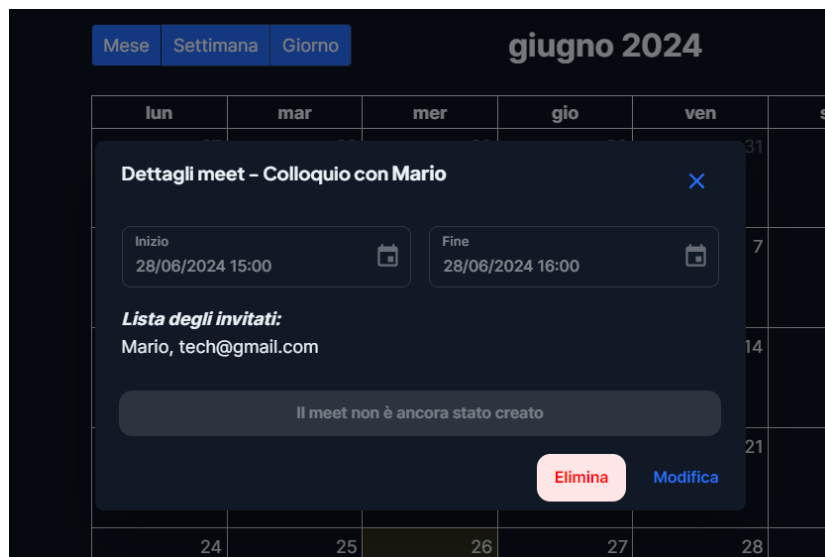 Mese Settimana Giorno
giugno 2024
lun mar mer gio ven
31
Dettagli meet – Colloquio con Mario
Inizio
28/06/2024 15:00
Fine
28/06/2024 16:00
7
Lista degli invitati:
Mario, tech@gmail.com
14
Il meet non è ancora stato creato
21
Elimina Modifica
24 25 26 27 28